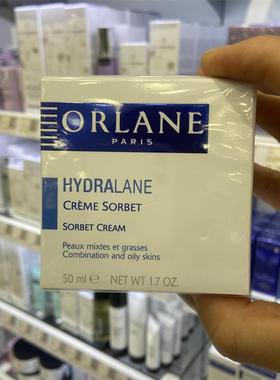 ORLANE
PARIS
HYDRALANE
CRÈME SORBET
SORBET CREAM
Peaux mixtes et grasses
Combination and oily skins
50 ml ℮ NET WT 1.7 OZ.